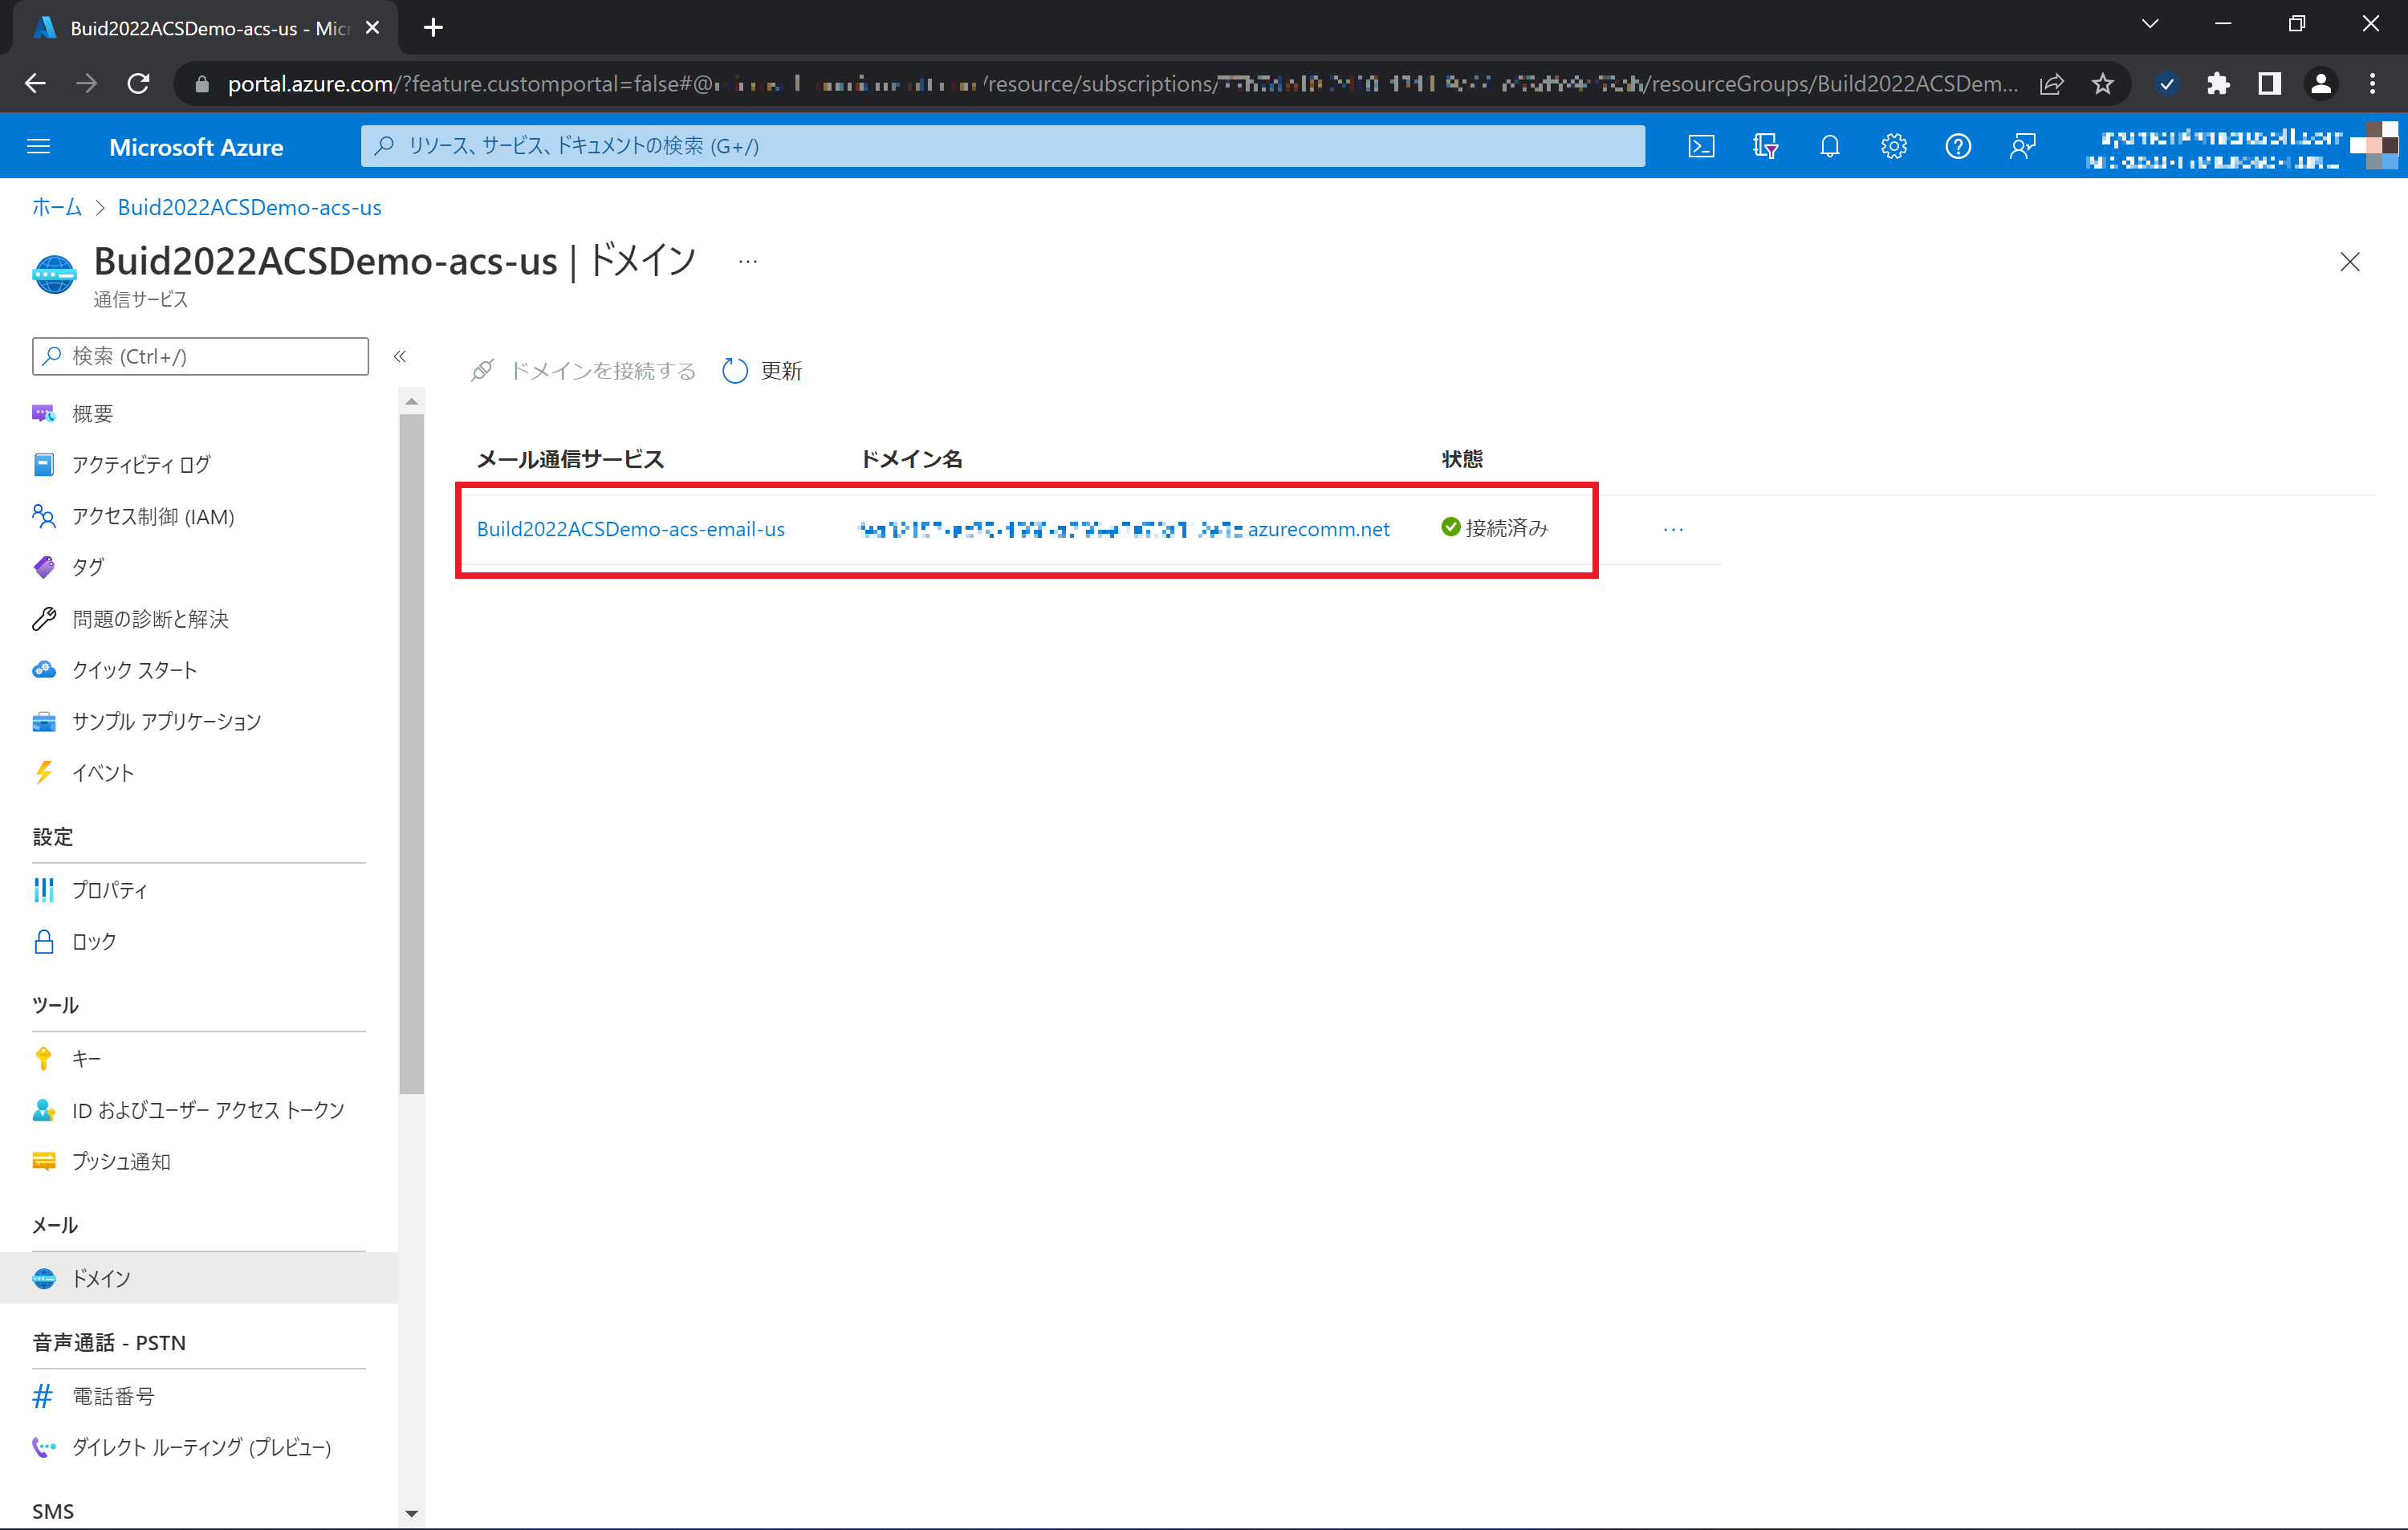 Buid2022ACSDemo-acs-us - Mic
portal.azure.com/?feature.customportal=false#@ /resource/subscriptions/ /resourceGroups/Build2022ACSDem...
Microsoft Azure
リソース、サービス、ドキュメントの検索 (G+/)
ホーム > Buid2022ACSDemo-acs-us
Buid2022ACSDemo-acs-us | ドメイン ...
通信サービス
検索 (Ctrl+/)
«
ドメインを接続する
更新
概要
アクティビティ ログ
アクセス制御 (IAM)
タグ
問題の診断と解決
クイック スタート
サンプル アプリケーション
イベント
設定
プロパティ
ロック
ツール
キー
ID およびユーザー アクセス トークン
プッシュ通知
メール
ドメイン
音声通話 - PSTN
電話番号
ダイレクト ルーティング (プレビュー)
SMS
メール通信サービス ドメイン名 状態
Build2022ACSDemo-acs-email-us azurecomm.net 接続済み ...